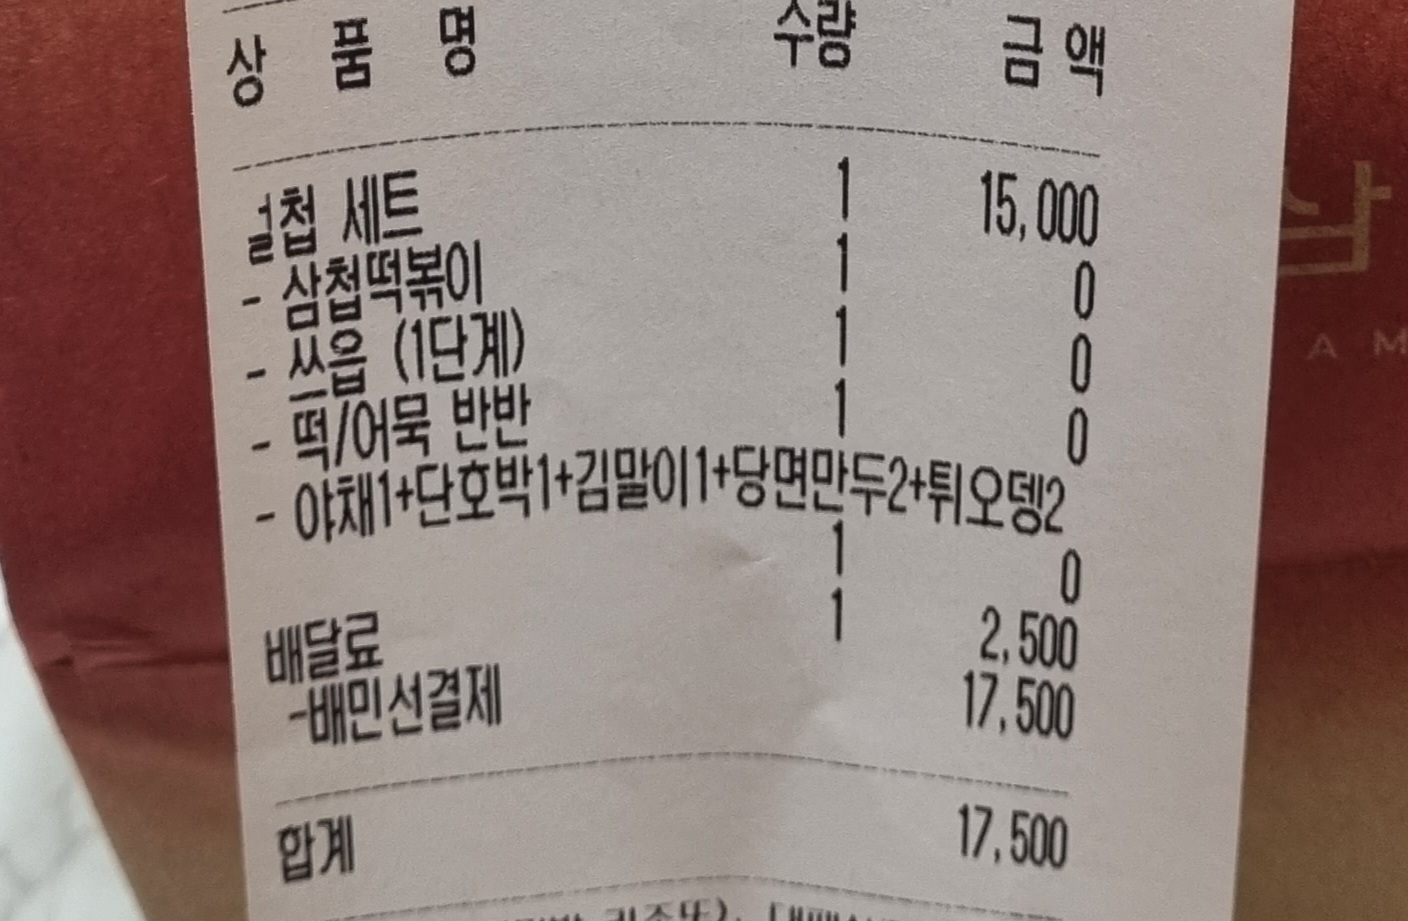 상 품 명 수량 금 액
세트 1 15,000
- 삼첩떡볶이 1 0
- 쓰읍 (1단계) 1 0
- 떡/어묵 반반 1 0
- 야채1+단호박1+김말이1+당면만두2+튀오뎅2
1 0
배달료 1 2,500
-배민선결제 17,500
합계 17,500
삼
A M